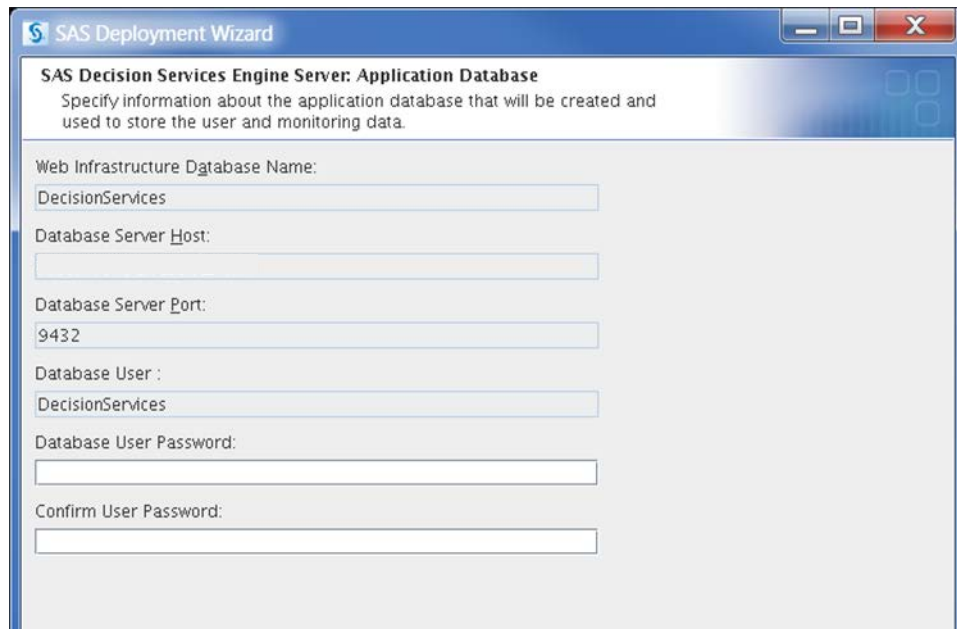 SAS Deployment Wizard
SAS Decision Services Engine Server: Application Database
Specify information about the application database that will be created and
used to store the user and monitoring data.
Web Infrastructure Database Name:
DecisionServices
Database Server Host:
Database Server Port:
9432
Database User :
DecisionServices
Database User Password:
Confirm User Password: